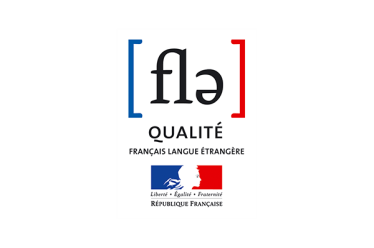 [flə]
QUALITÉ
FRANÇAIS LANGUE ÉTRANGÈRE
Liberté • Égalité • Fraternité
RÉPUBLIQUE FRANÇAISE